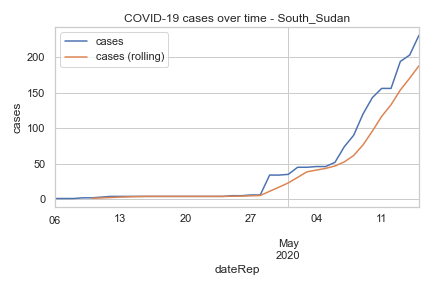 COVID-19 cases over time - South_Sudan
cases
cases (rolling)
200
150
100
50
0
cases
06
13
20
27
04
11
May
2020
dateRep